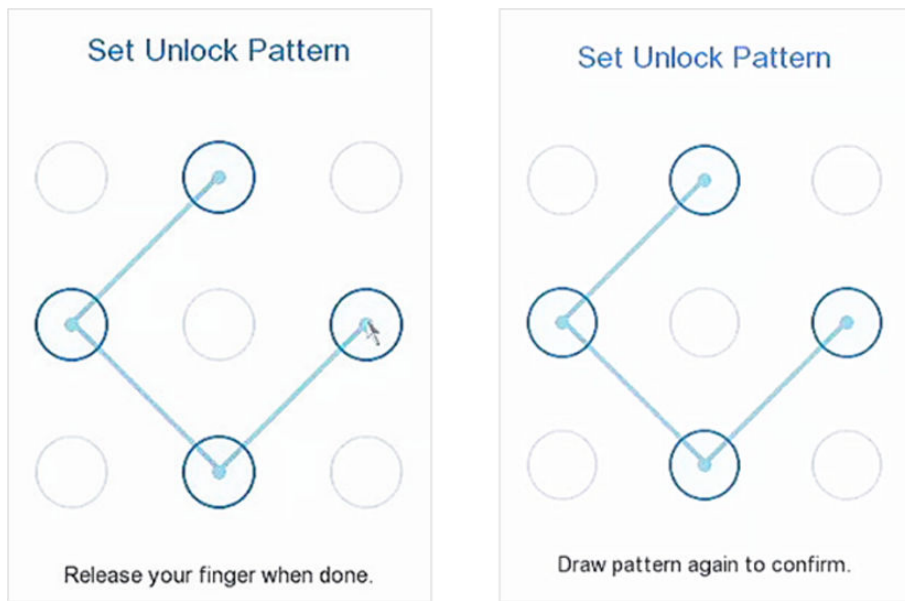 Set Unlock Pattern
Release your finger when done.
Set Unlock Pattern
Draw pattern again to confirm.